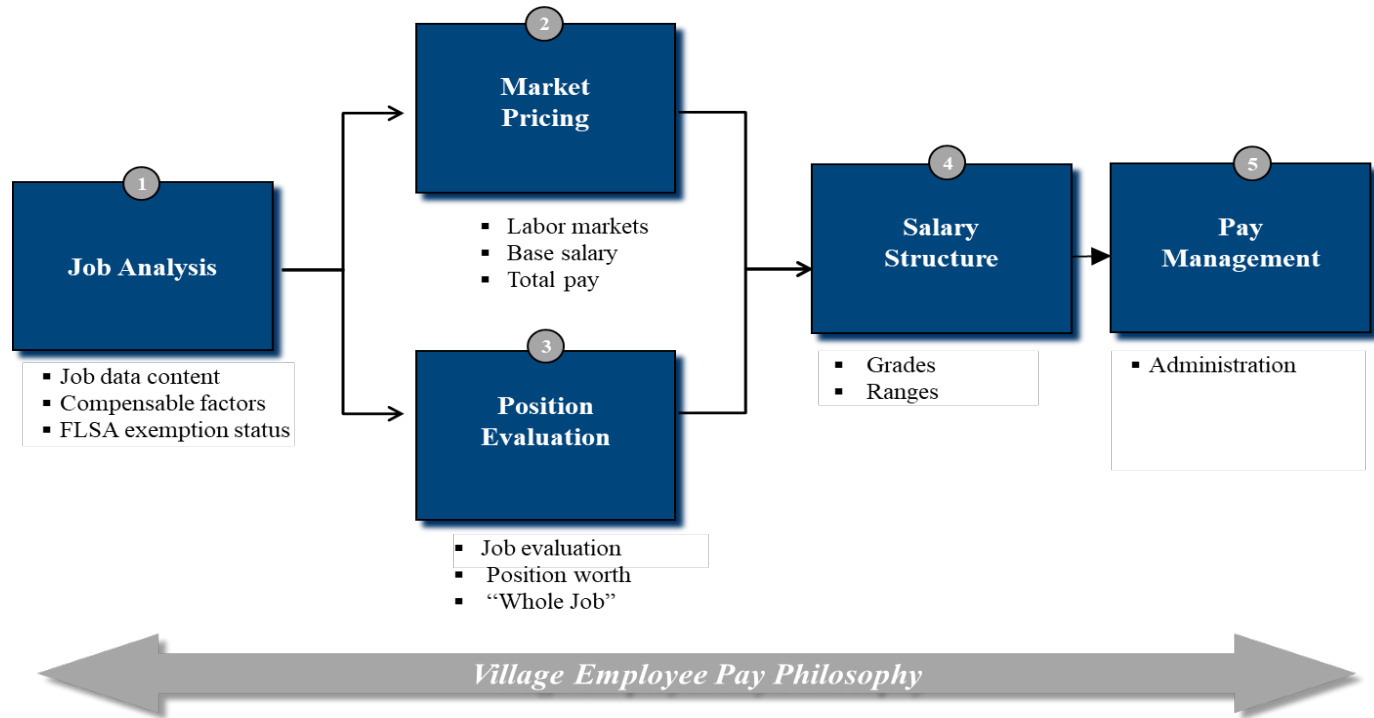 1
Job Analysis
▪ Job data content
▪ Compensable factors
▪ FLSA exemption status
2
Market
Pricing
▪ Labor markets
▪ Base salary
▪ Total pay
3
Position
Evaluation
▪ Job evaluation
▪ Position worth
▪ “Whole Job”
4
Salary
Structure
▪ Grades
▪ Ranges
5
Pay
Management
▪ Administration
Village Employee Pay Philosophy